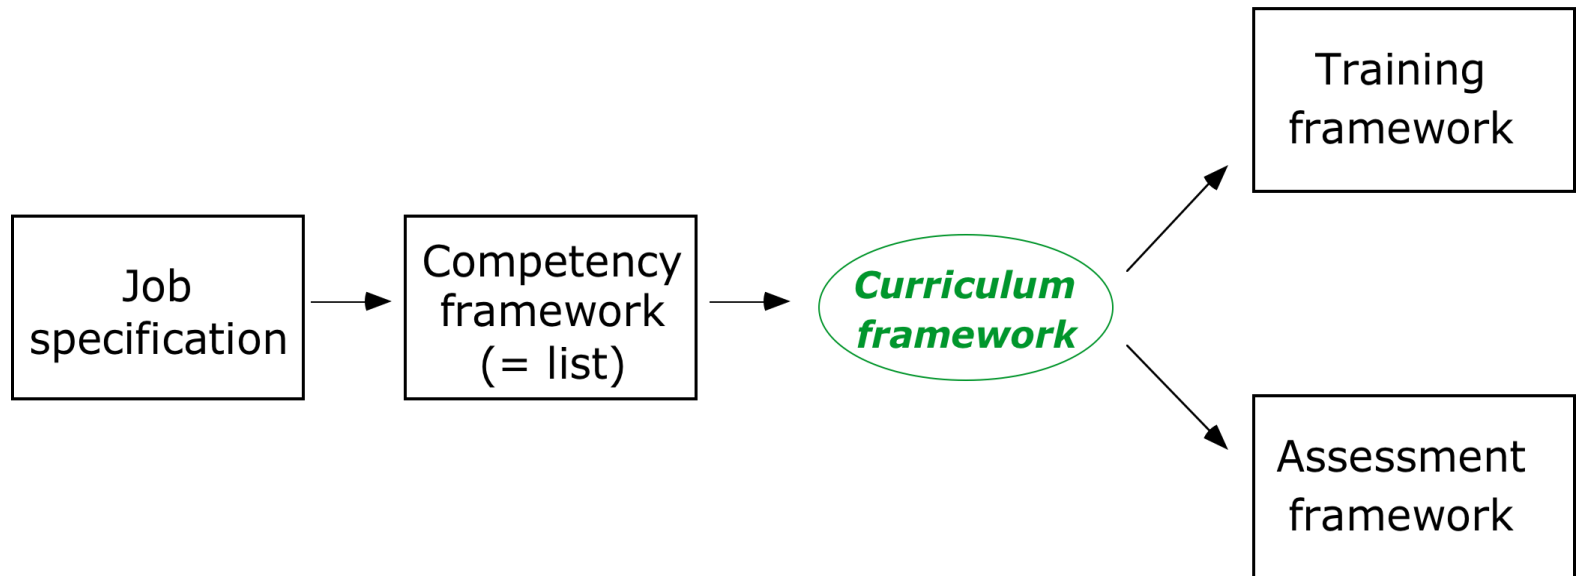 Job
specification
Competency
framework
(= list)
Curriculum
framework
Training
framework
Assessment
framework